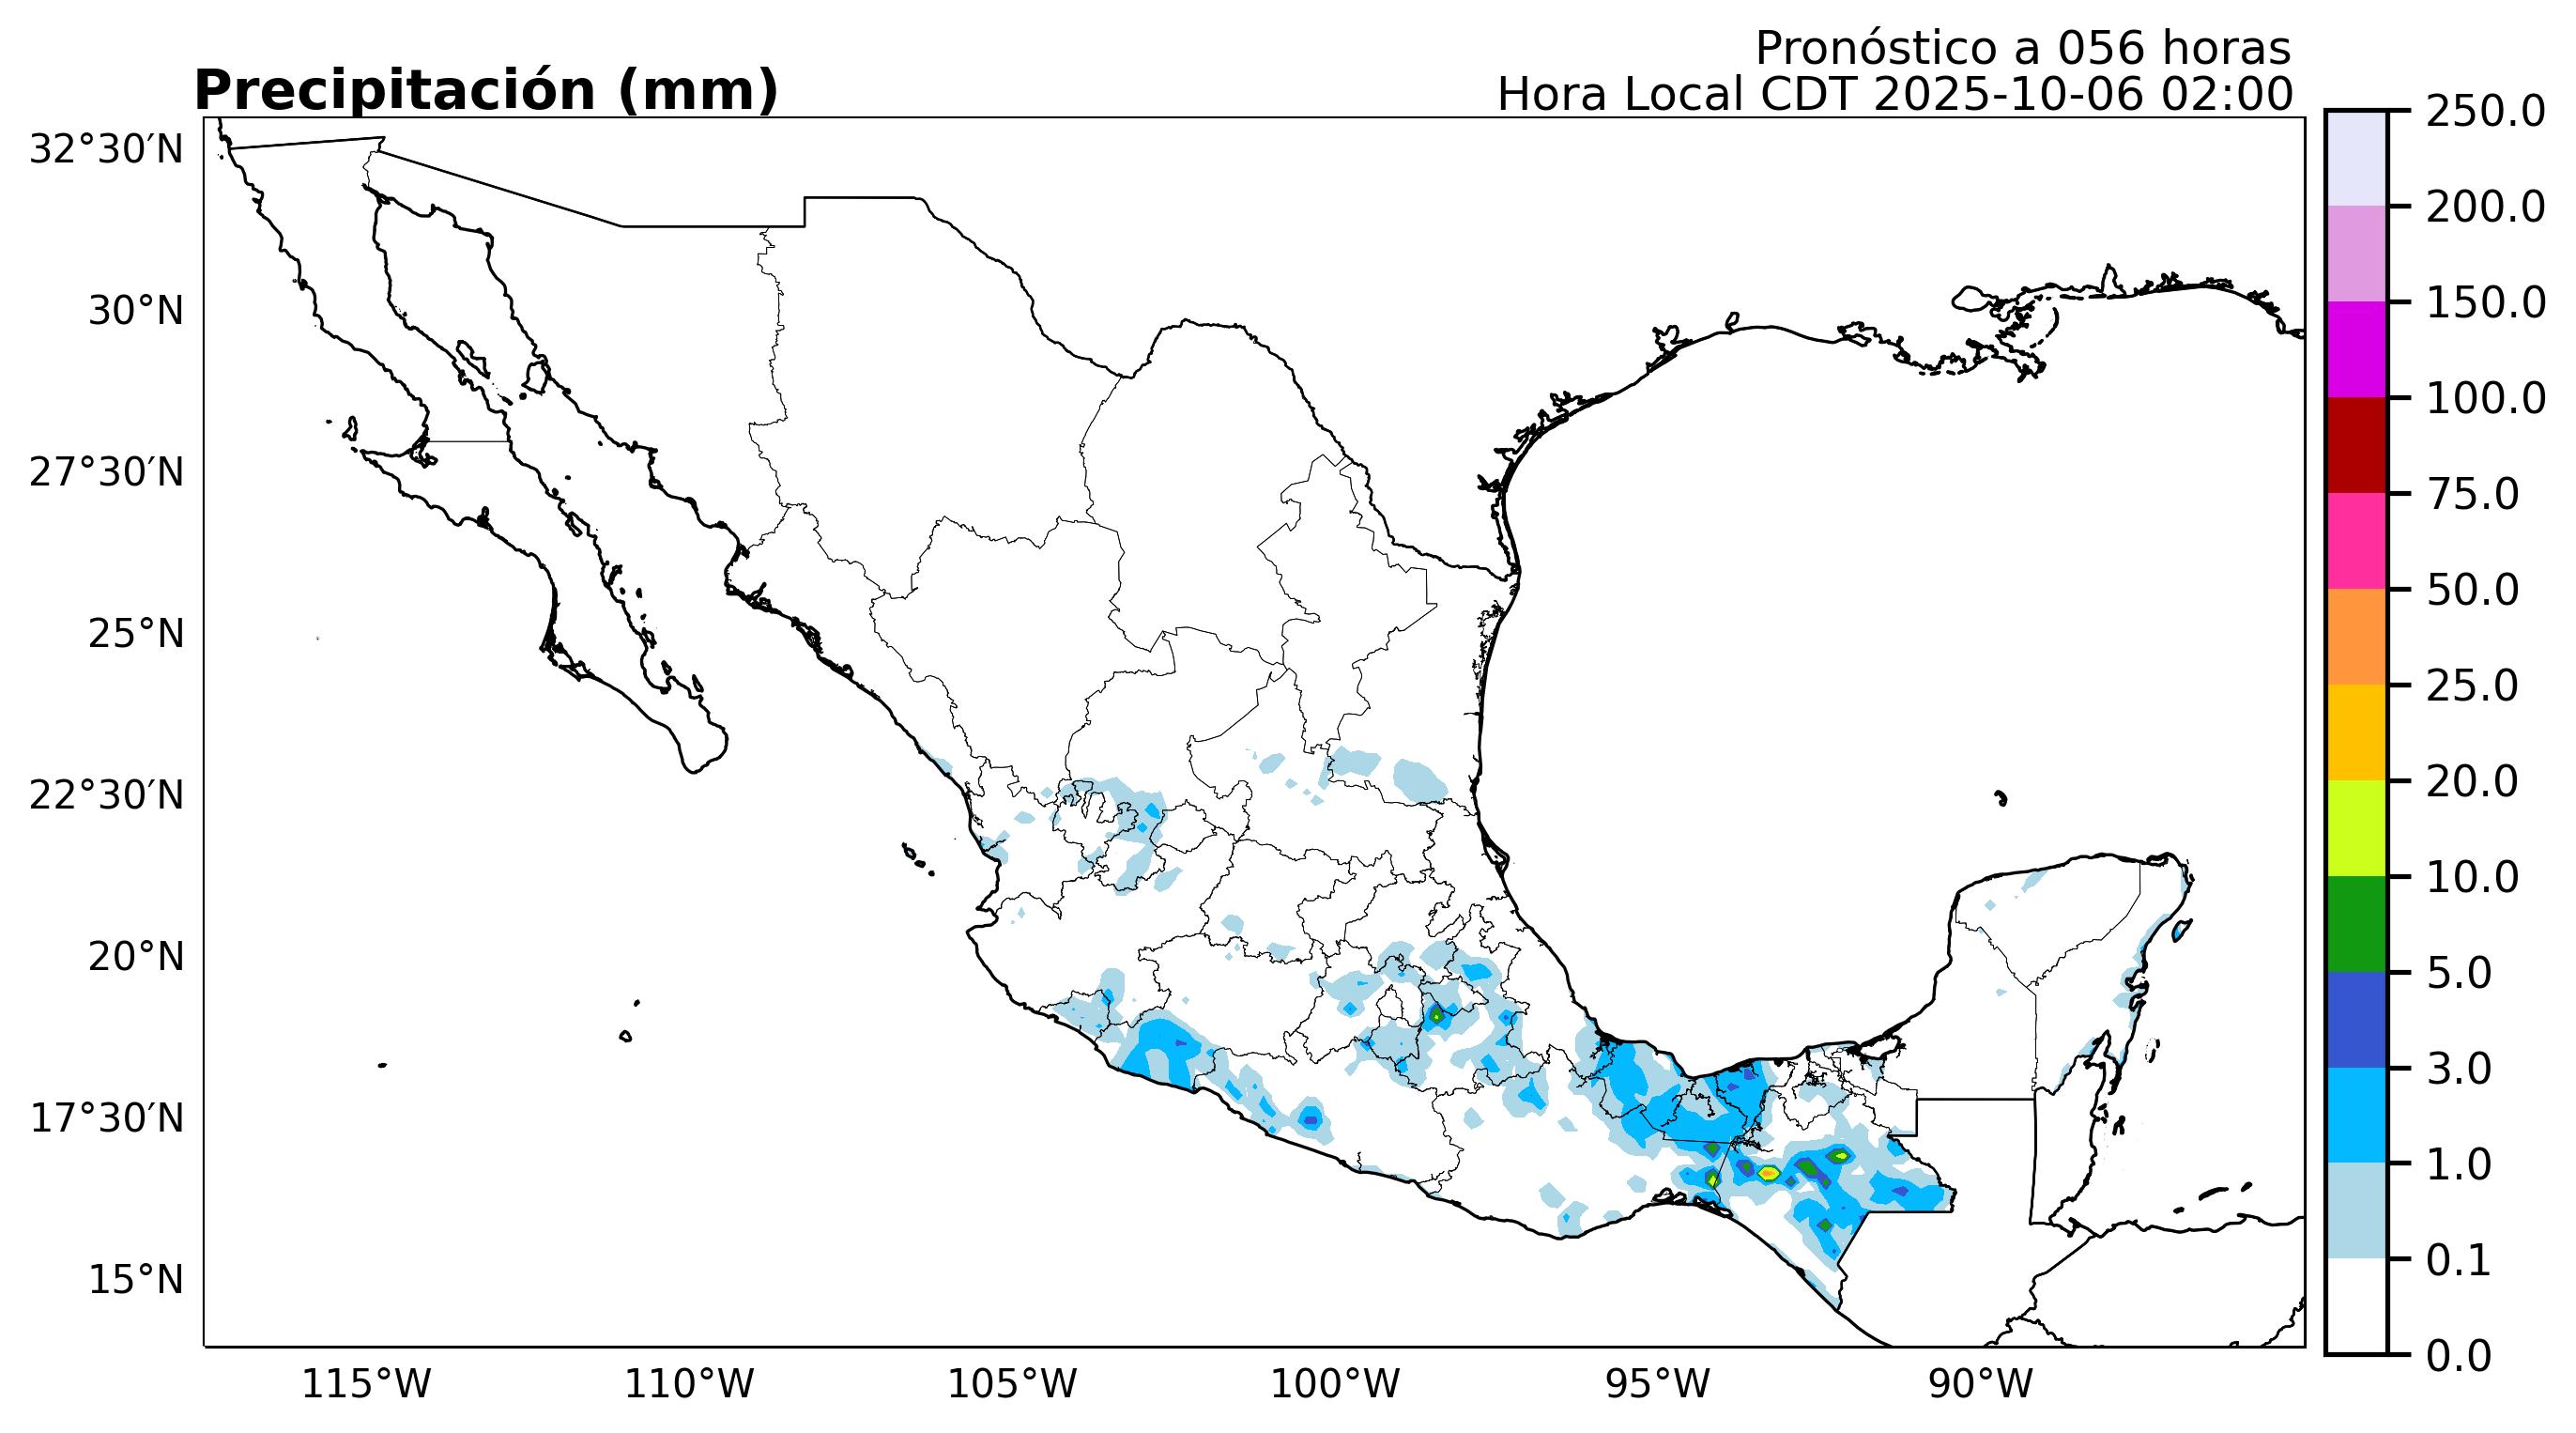 Pronóstico a 056 horas
Precipitación (mm)
Hora Local CDT 2025-10-06 02:00
32°30′N
30°N
27°30′N
25°N
22°30′N
20°N
17°30′N
15°N
115°W
110°W
105°W
100°W
95°W
90°W
250.0
200.0
150.0
100.0
75.0
50.0
25.0
20.0
10.0
5.0
3.0
1.0
0.1
0.0